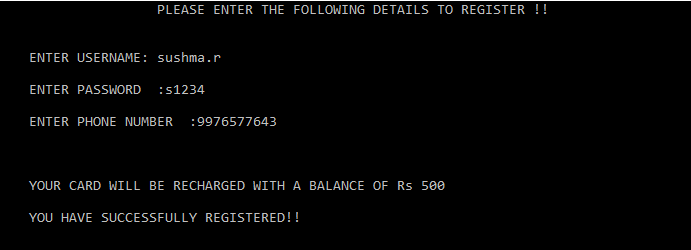 PLEASE ENTER THE FOLLOWING DETAILS TO REGISTER !!
ENTER USERNAME: sushma.r
ENTER PASSWORD  :s1234
ENTER PHONE NUMBER  :9976577643
YOUR CARD WILL BE RECHARGED WITH A BALANCE OF Rs 500
YOU HAVE SUCCESSFULLY REGISTERED!!